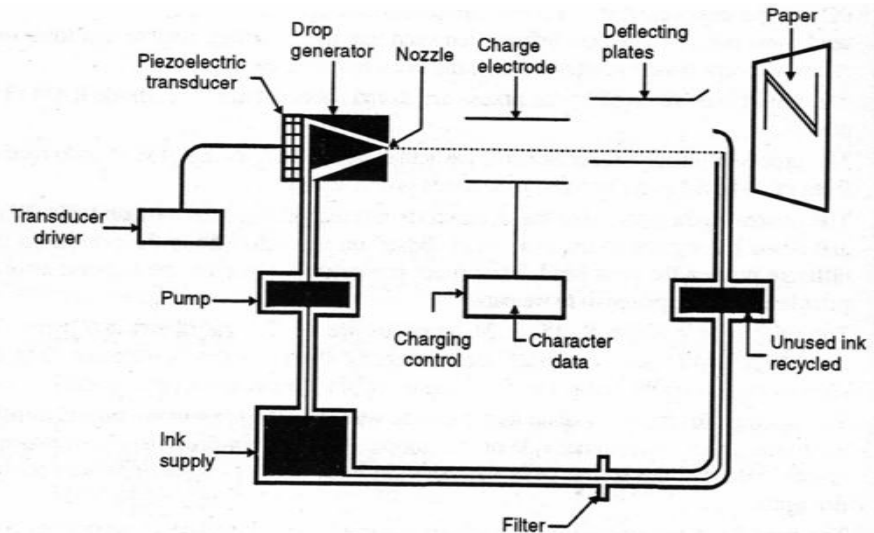 Paper
Drop
generator
Deflecting
plates
Charge
electrode
Nozzle
Piezoelectric
transducer
Transducer
driver
Pump
Charging
control
Character
data
Unused ink
recycled
Ink
supply
Filter